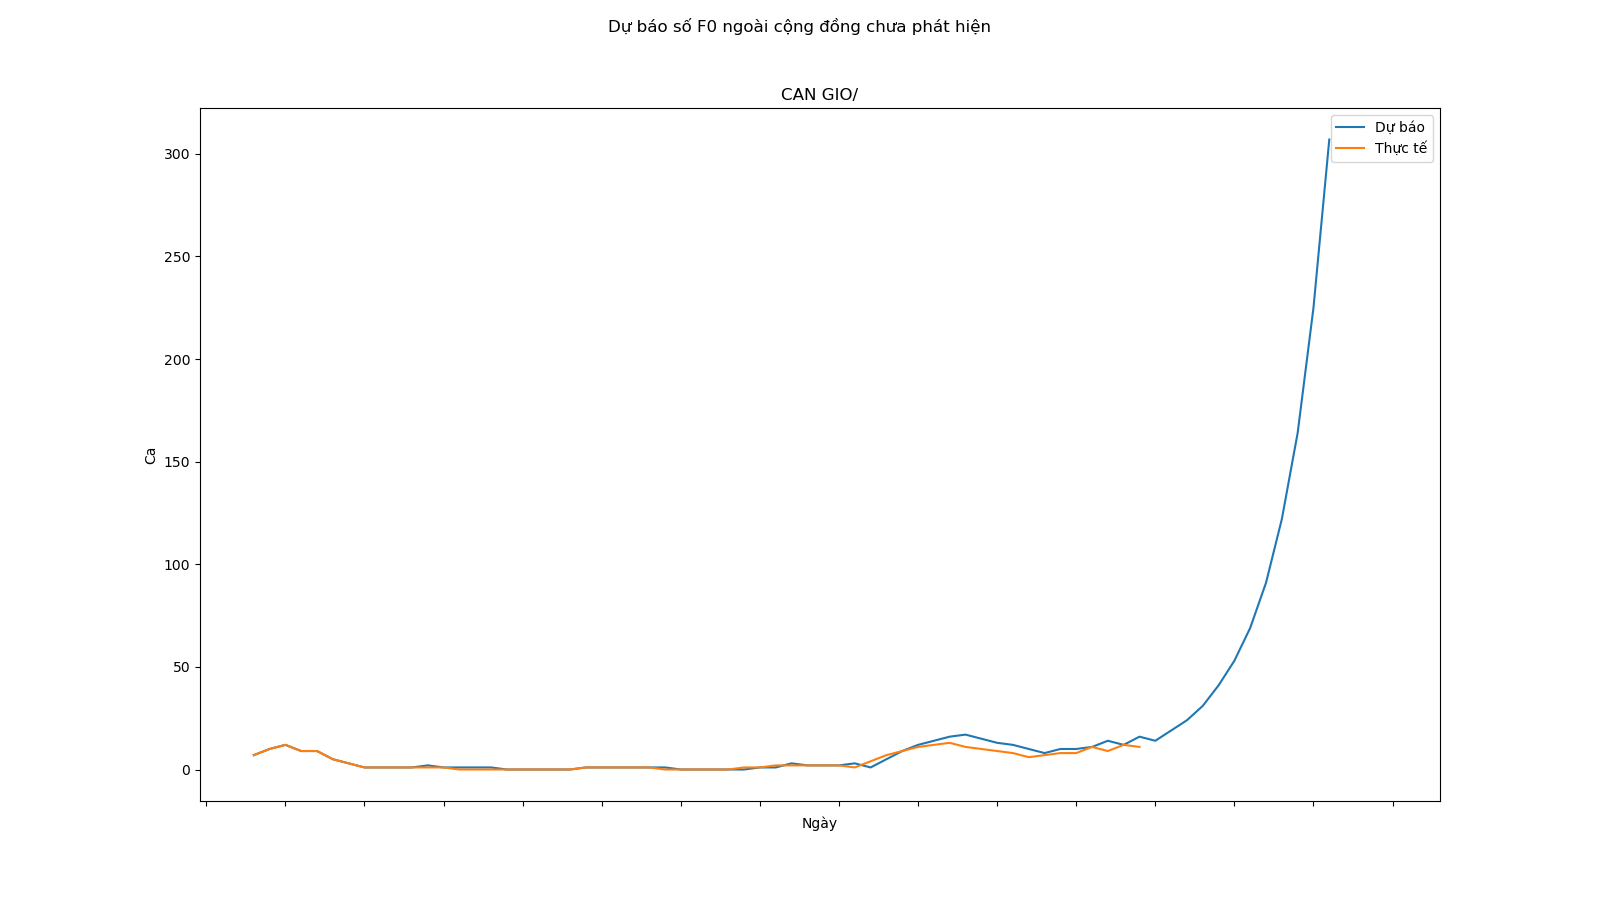 Dự báo số F0 ngoài cộng đồng chưa phát hiện
CAN GIO/
Dự báo
Thực tế
300
250
200
150
100
50
0
Ca
Ngày